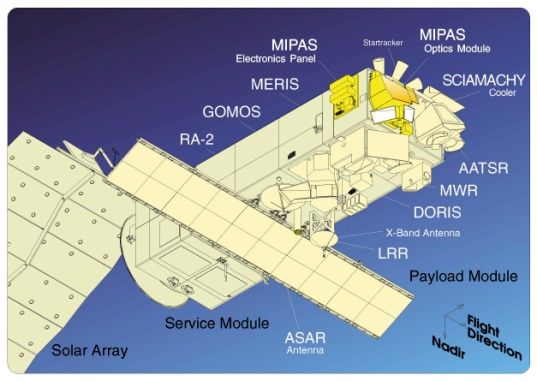 MIPAS
Electronics Panel
Startracker
MIPAS
Optics Module
MERIS
SCIAMACHY
Cooler
GOMOS
RA-2
AATSR
MWR
DORIS
X-Band Antenna
LRR
Payload Module
Service Module
ASAR
Antenna
Solar Array
Flight
Direction
Nadir